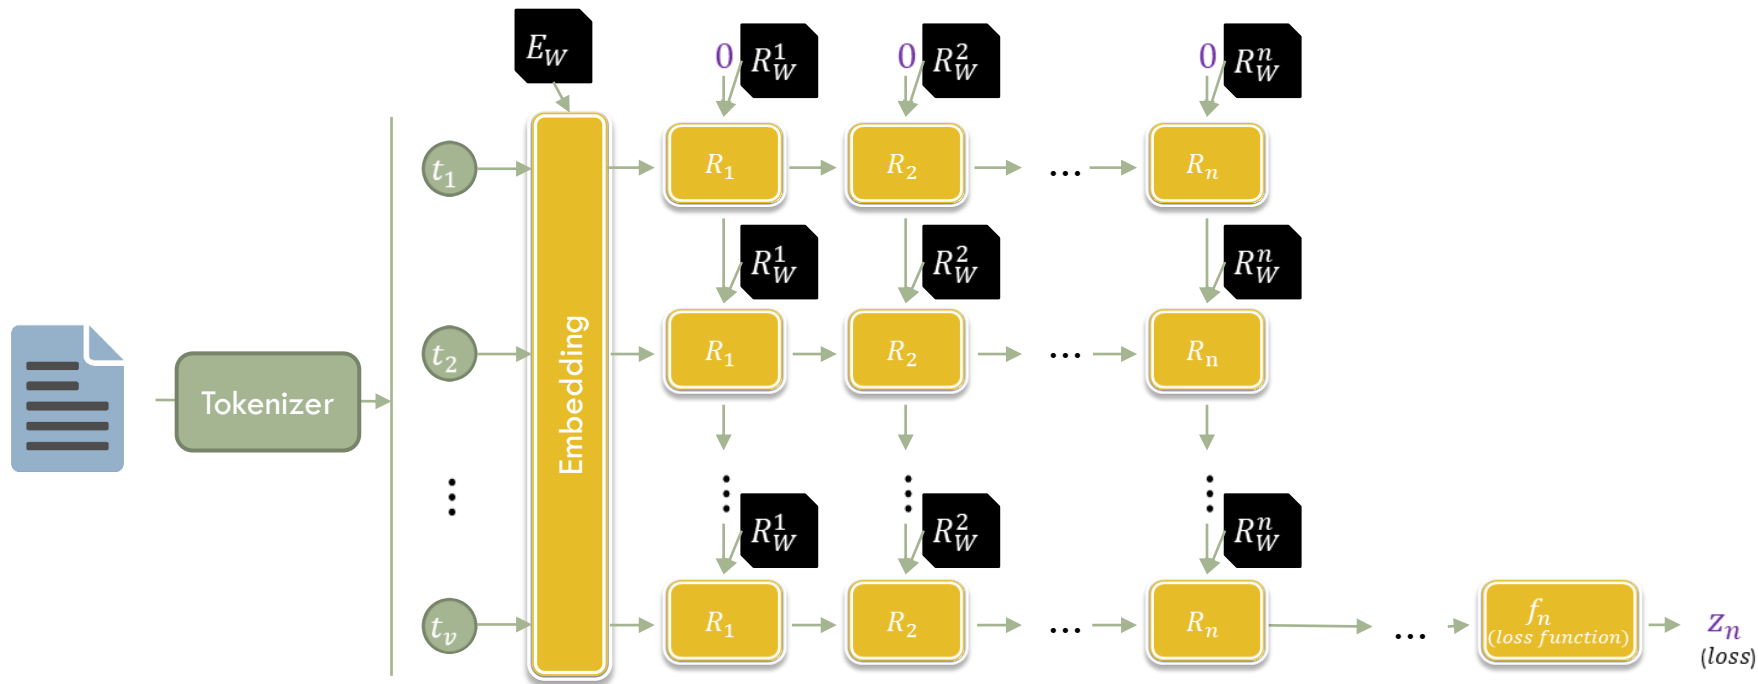 E_W
0 R_W^1 0 R_W^2 0 R_W^n
t_1 R_1 R_2 ... R_n
R_W^1 R_W^2 R_W^n
t_2 R_1 R_2 ... R_n
Tokenizer
Embedding
R_W^1 R_W^2 R_W^n
t_v R_1 R_2 ... R_n ... f_n z_n
(loss function) (loss)